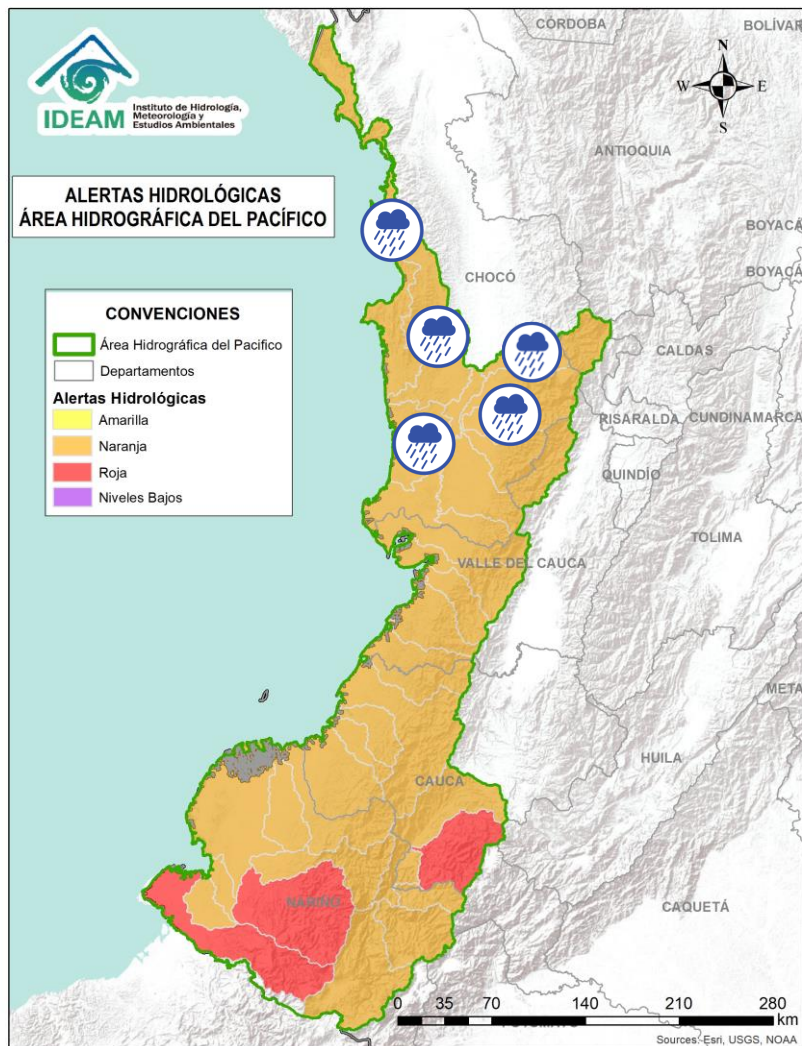 CÓRDOBA
BOLÍVAR
N
W
E
S
IDEAM
Instituto de Hidrología,
Meteorología y
Estudios Ambientales
ANTIOQUIA
ALERTAS HIDROLÓGICAS
ÁREA HIDROGRÁFICA DEL PACÍFICO
BOYACÁ
BOYACÁ
CHOCÓ
CONVENCIONES
Área Hidrográfica del Pacifico
Departamentos
Alertas Hidrológicas
Amarilla
Naranja
Roja
Niveles Bajos
CALDAS
RISARALDA
CUNDINAMARCA
QUINDÍO
TOLIMA
VALLE DEL CAUCA
META
HUILA
CAUCA
NARIÑO
CAQUETÁ
0 35 70 140 210 280
km
Sources: Esri, USGS, NOAA